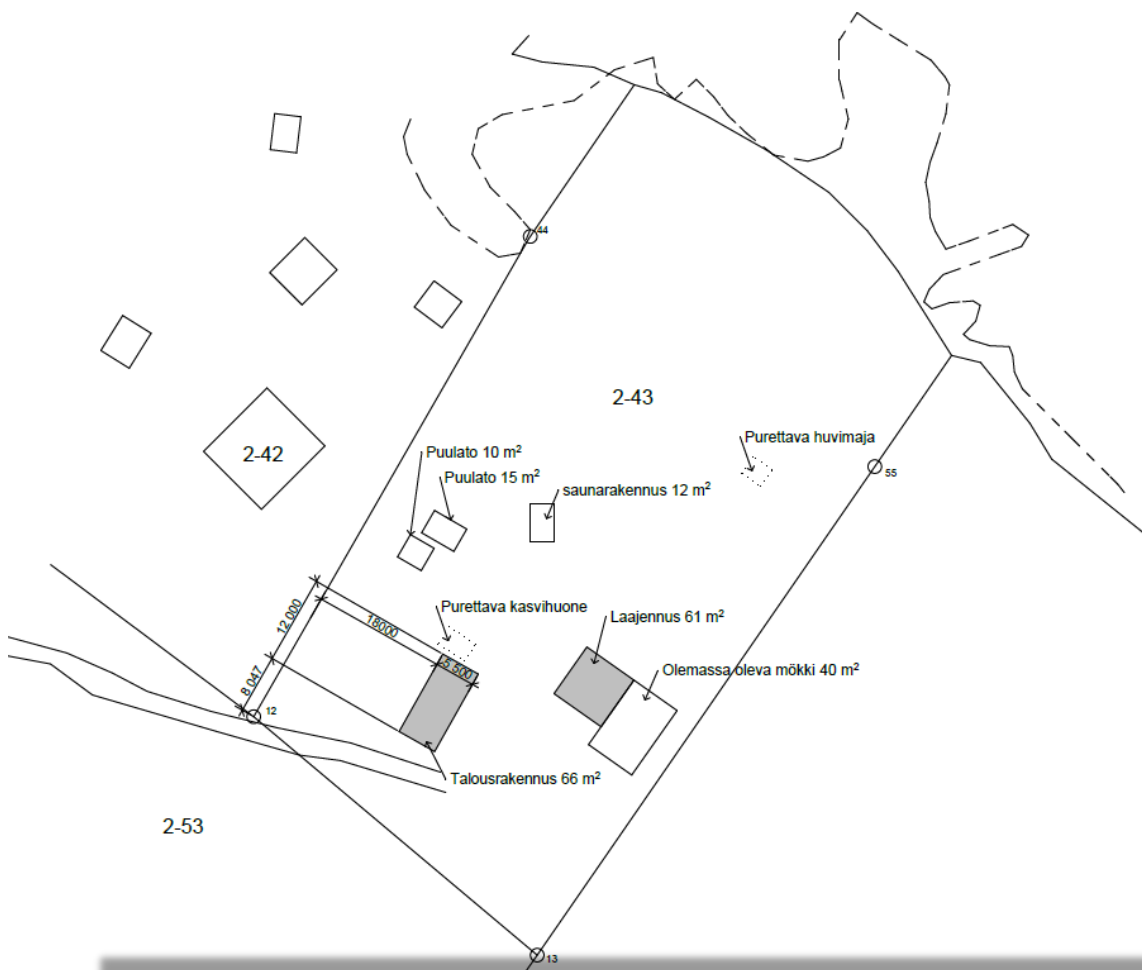 44
2-43
Purettava huvimaja
2-42
Puulato 10 m²
Puulato 15 m²
55
saunarakennus 12 m²
12 000
18000
Purettava kasvihuone
Laajennus 61 m²
5 500
Olemassa oleva mökki 40 m²
8 047
12
Talousrakennus 66 m²
2-53
13